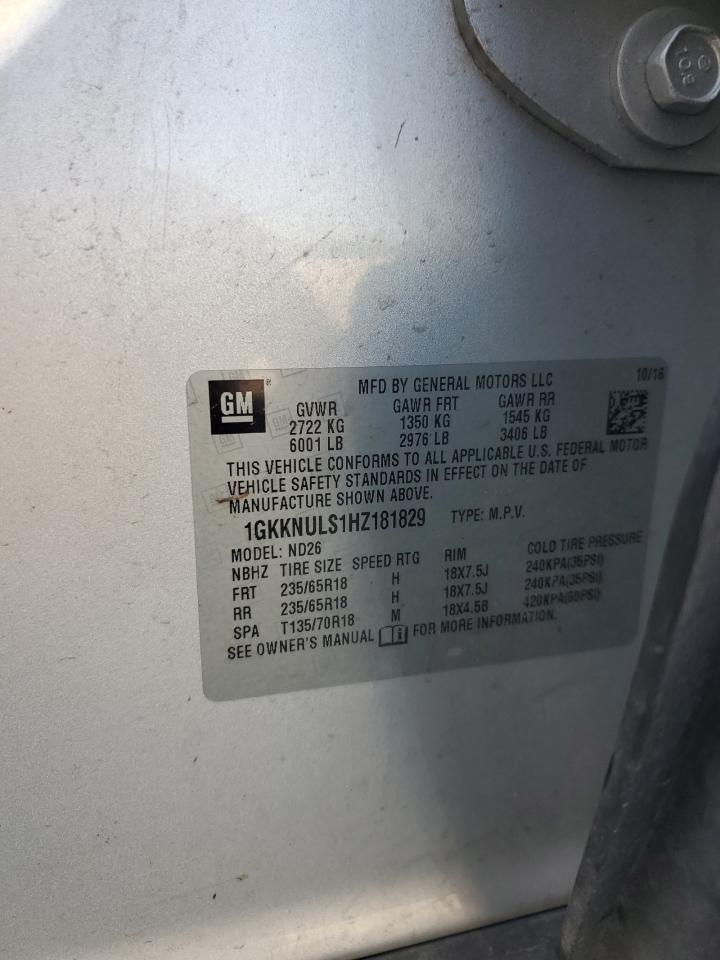 10.9
GM
MFD BY GENERAL MOTORS LLC 10/16
GVWR GAWR FRT GAWR RR
2722 KG 1350 KG 1545 KG
6001 LB 2976 LB 3406 LB
THIS VEHICLE CONFORMS TO ALL APPLICABLE U.S. FEDERAL MOTOR
VEHICLE SAFETY STANDARDS IN EFFECT ON THE DATE OF
MANUFACTURE SHOWN ABOVE.
1GKKNULS1HZ181829 TYPE: M.P.V.
MODEL: ND26
NBHZ TIRE SIZE SPEED RTG RIM COLD TIRE PRESSURE
FRT 235/65R18 H 18X7.5J 240KPA(35PSI)
RR 235/65R18 H 18X7.5J 240KPA(35PSI)
SPA T135/70R18 M 18X4.5B 420KPA(60PSI)
SEE OWNER'S MANUAL FOR MORE INFORMATION.